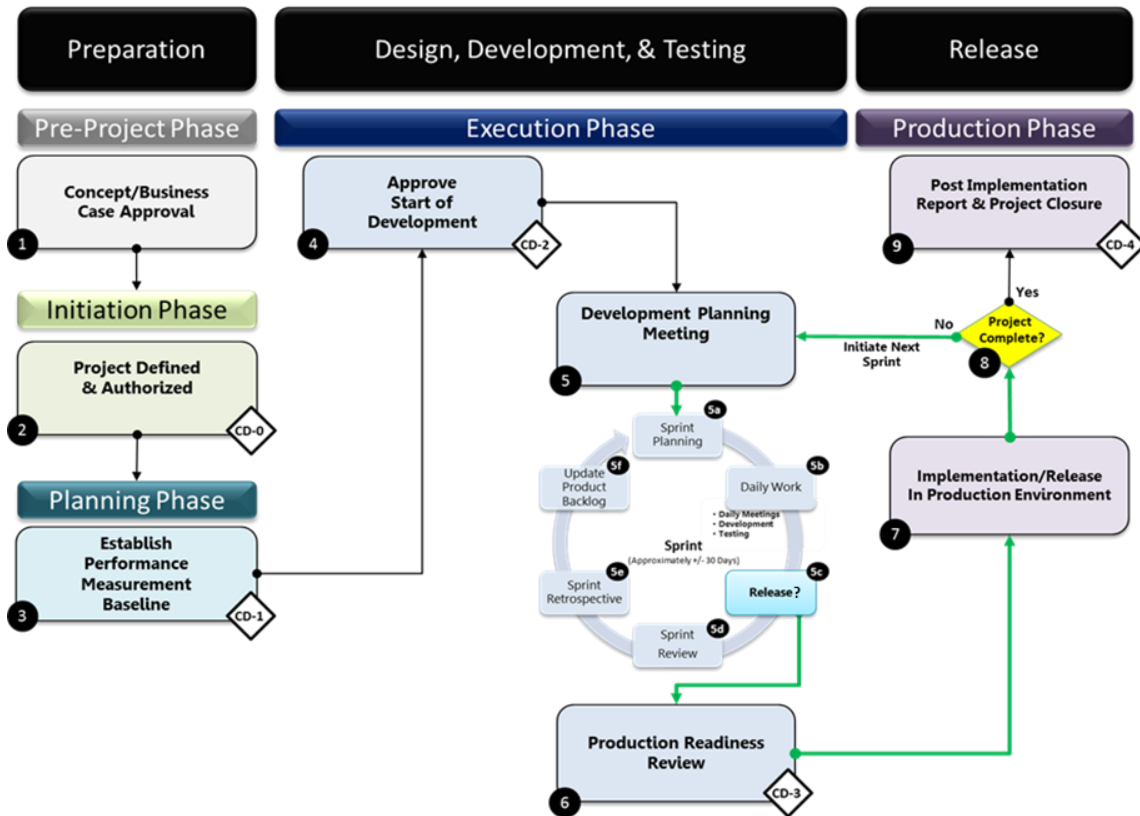 Preparation
Design, Development, & Testing
Release
Pre-Project Phase
Execution Phase
Production Phase
Concept/Business
Case Approval
1
Initiation Phase
Project Defined
& Authorized
2
CD-0
Planning Phase
Establish
Performance
Measurement
Baseline
3
CD-1
Approve
Start of
Development
4
CD-2
Development Planning
Meeting
5
5a
Sprint
Planning
5b
Daily Work
• Daily Meetings
• Development
• Testing
Sprint
(Approximately +/- 30 Days)
5c
Release?
5d
Sprint
Review
5e
Sprint
Retrospective
5f
Update
Product
Backlog
Production Readiness
Review
6
CD-3
Implementation/Release
In Production Environment
7
Project
Complete?
8
No
Initiate Next
Sprint
Yes
Post Implementation
Report & Project Closure
9
CD-4